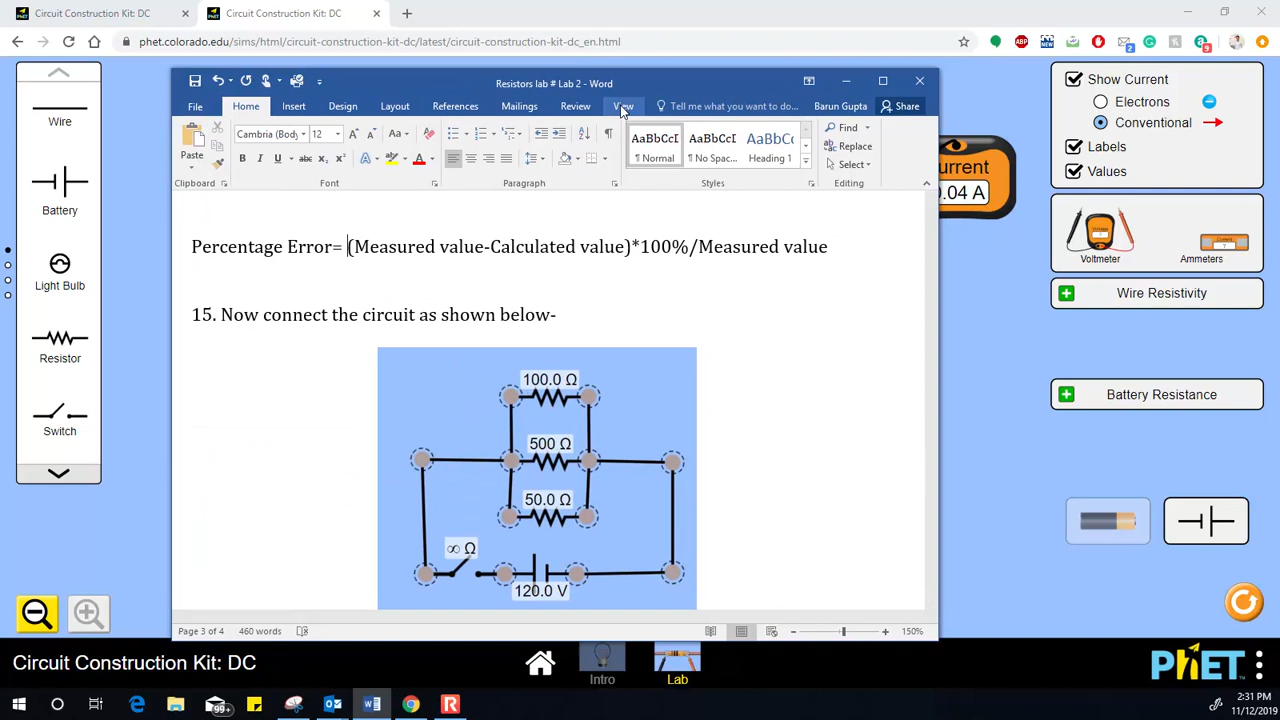 Circuit Construction Kit: DC
Circuit Construction Kit: DC
phet.colorado.edu/sims/html/circuit-construction-kit-dc/latest/circuit-construction-kit-dc_en.html
Resistors lab # Lab 2 - Word
File Home Insert Design Layout References Mailings Review View Tell me what you want to do... Barun Gupta Share
Paste
Cambria (Body) 12
Clipboard Font Paragraph Styles Editing
AaBbCcI AaBbCcI AaBbCc
¶ Normal ¶ No Spac... Heading 1
Find
Replace
Select
Percentage Error= (Measured value-Calculated value)*100%/Measured value
15. Now connect the circuit as shown below-
100.0 Ω
500 Ω
50.0 Ω
∞ Ω
120.0 V
Page 3 of 4 460 words 150%
Wire
Battery
Light Bulb
Resistor
Switch
Show Current
Electrons
Conventional
Labels
Values
Voltmeter Ammeters
Wire Resistivity
Battery Resistance
Circuit Construction Kit: DC
Intro
Lab
PhET
99+
2:31 PM
11/12/2019